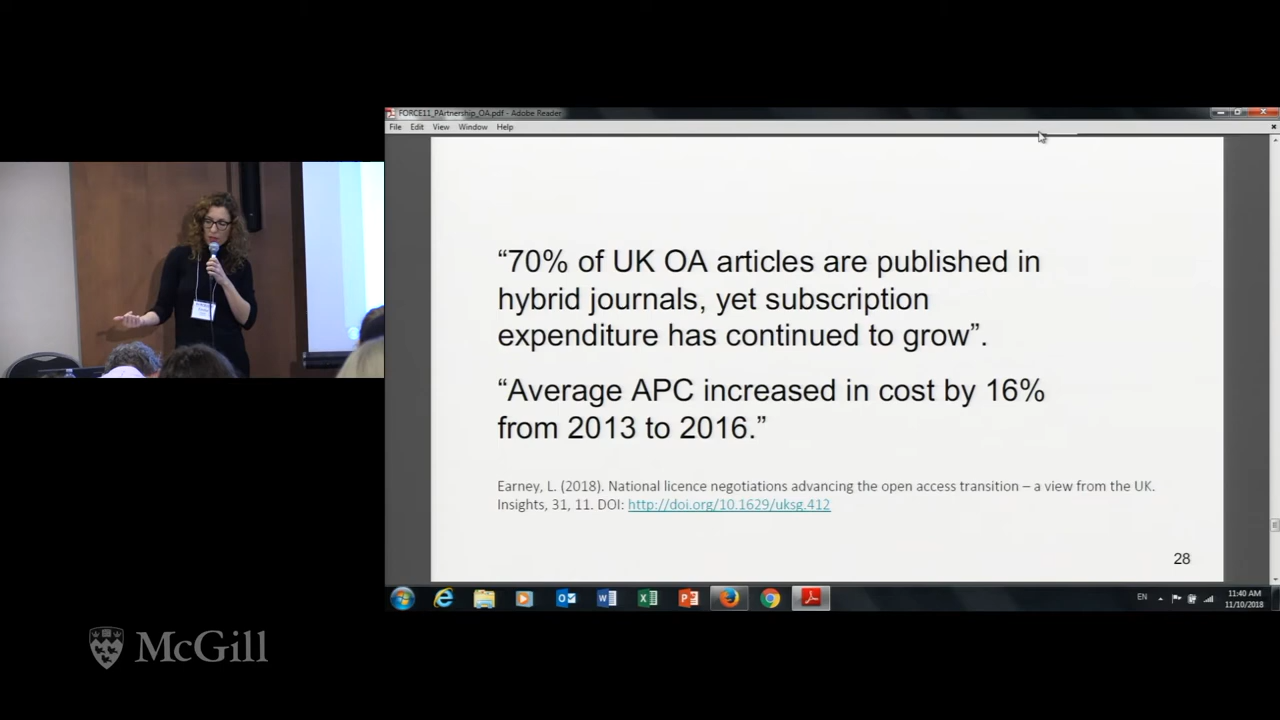 FORCE11_PArtnership_OA.pdf - Adobe Reader
File Edit View Window Help
“70% of UK OA articles are published in
hybrid journals, yet subscription
expenditure has continued to grow”.
“Average APC increased in cost by 16%
from 2013 to 2016.”
Earney, L. (2018). National licence negotiations advancing the open access transition – a view from the UK.
Insights, 31, 11. DOI: http://doi.org/10.1629/uksg.412
28
EN
11:40 AM
11/10/2018
McGill